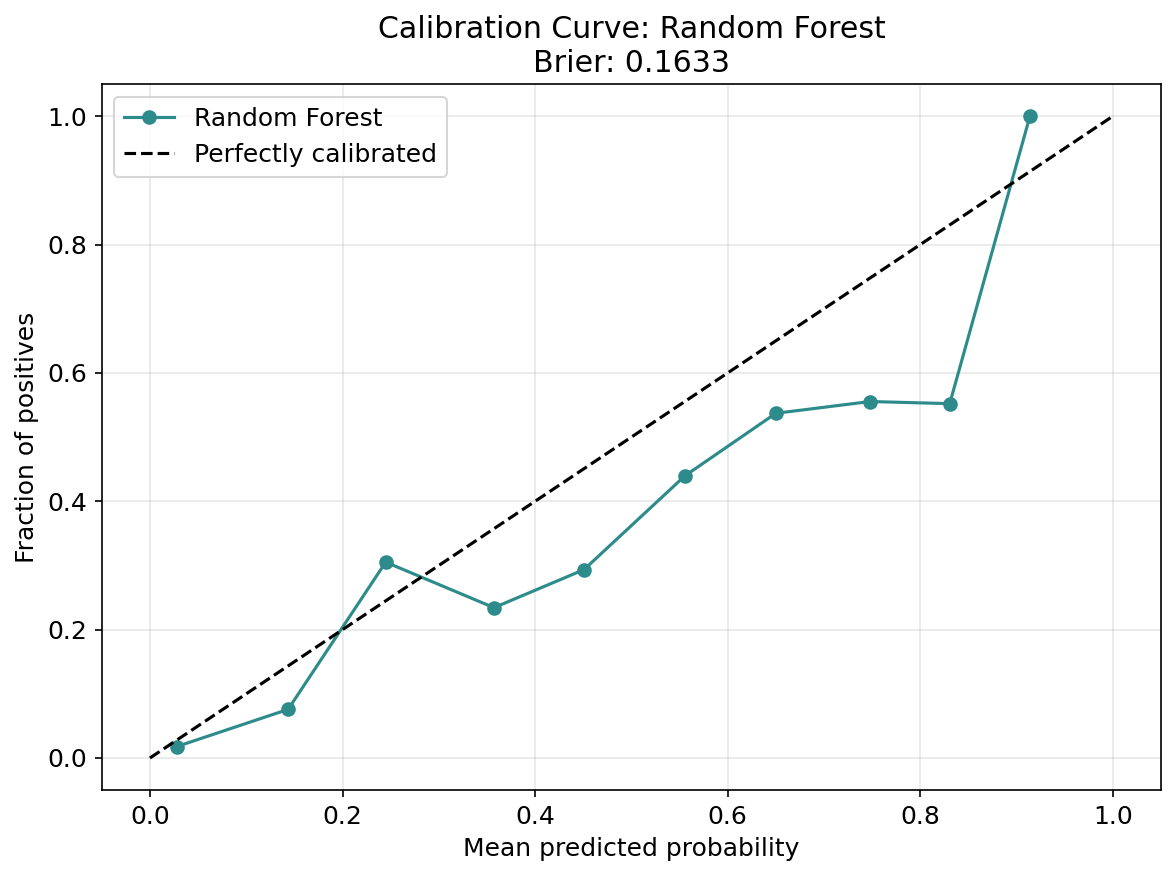 Calibration Curve: Random Forest
Brier: 0.1633
Random Forest
Perfectly calibrated
1.0
0.8
0.6
0.4
0.2
0.0
Fraction of positives
0.0 0.2 0.4 0.6 0.8 1.0
Mean predicted probability